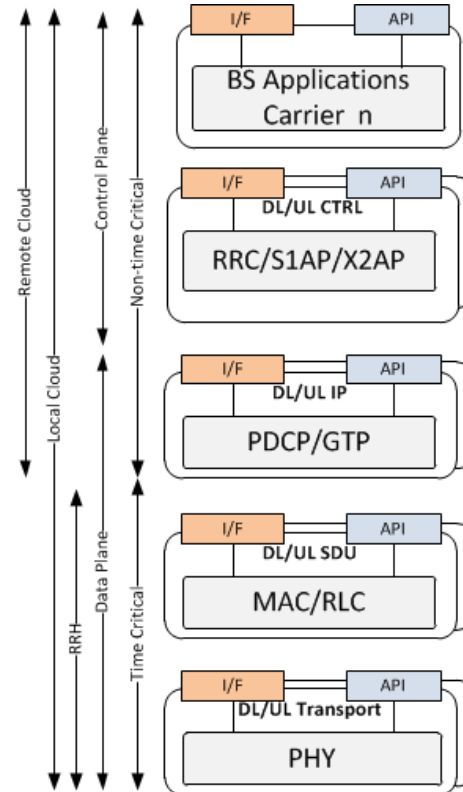 I/F
API
BS Applications
Carrier n
I/F
API
DL/UL CTRL
RRC/S1AP/X2AP
I/F
API
DL/UL IP
PDCP/GTP
I/F
API
DL/UL SDU
MAC/RLC
I/F
API
DL/UL Transport
PHY
Remote Cloud
Local Cloud
RRH
Control Plane
Data Plane
Non-time Critical
Time Critical